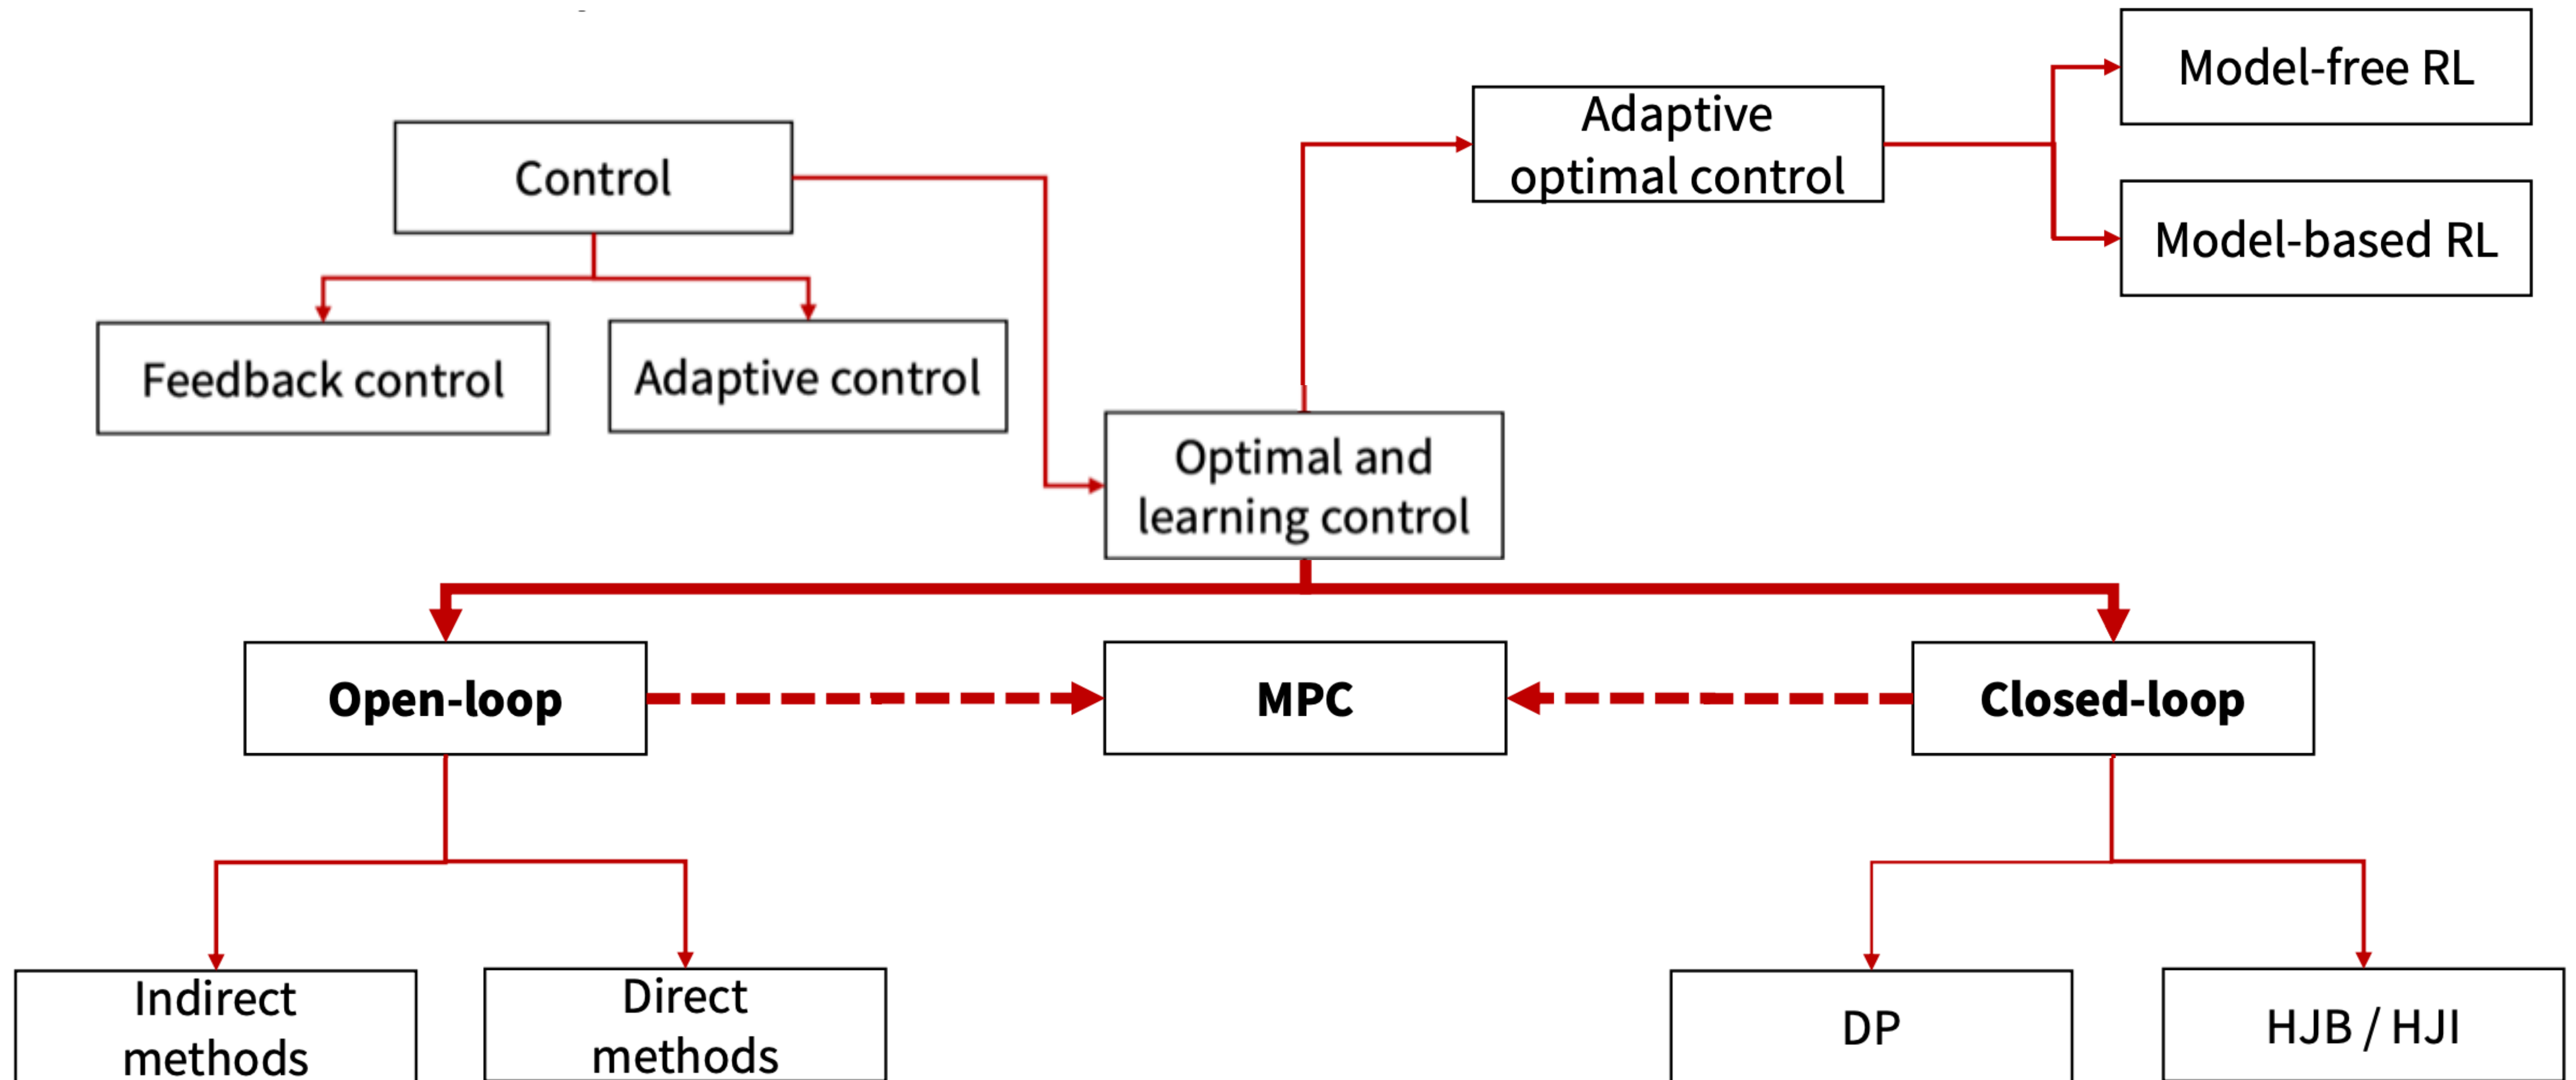 Model-free RL
Adaptive
optimal control
Control
Model-based RL
Feedback control
Adaptive control
Optimal and
learning control
Open-loop
MPC
Closed-loop
Indirect
methods
Direct
methods
DP
HJB / HJI